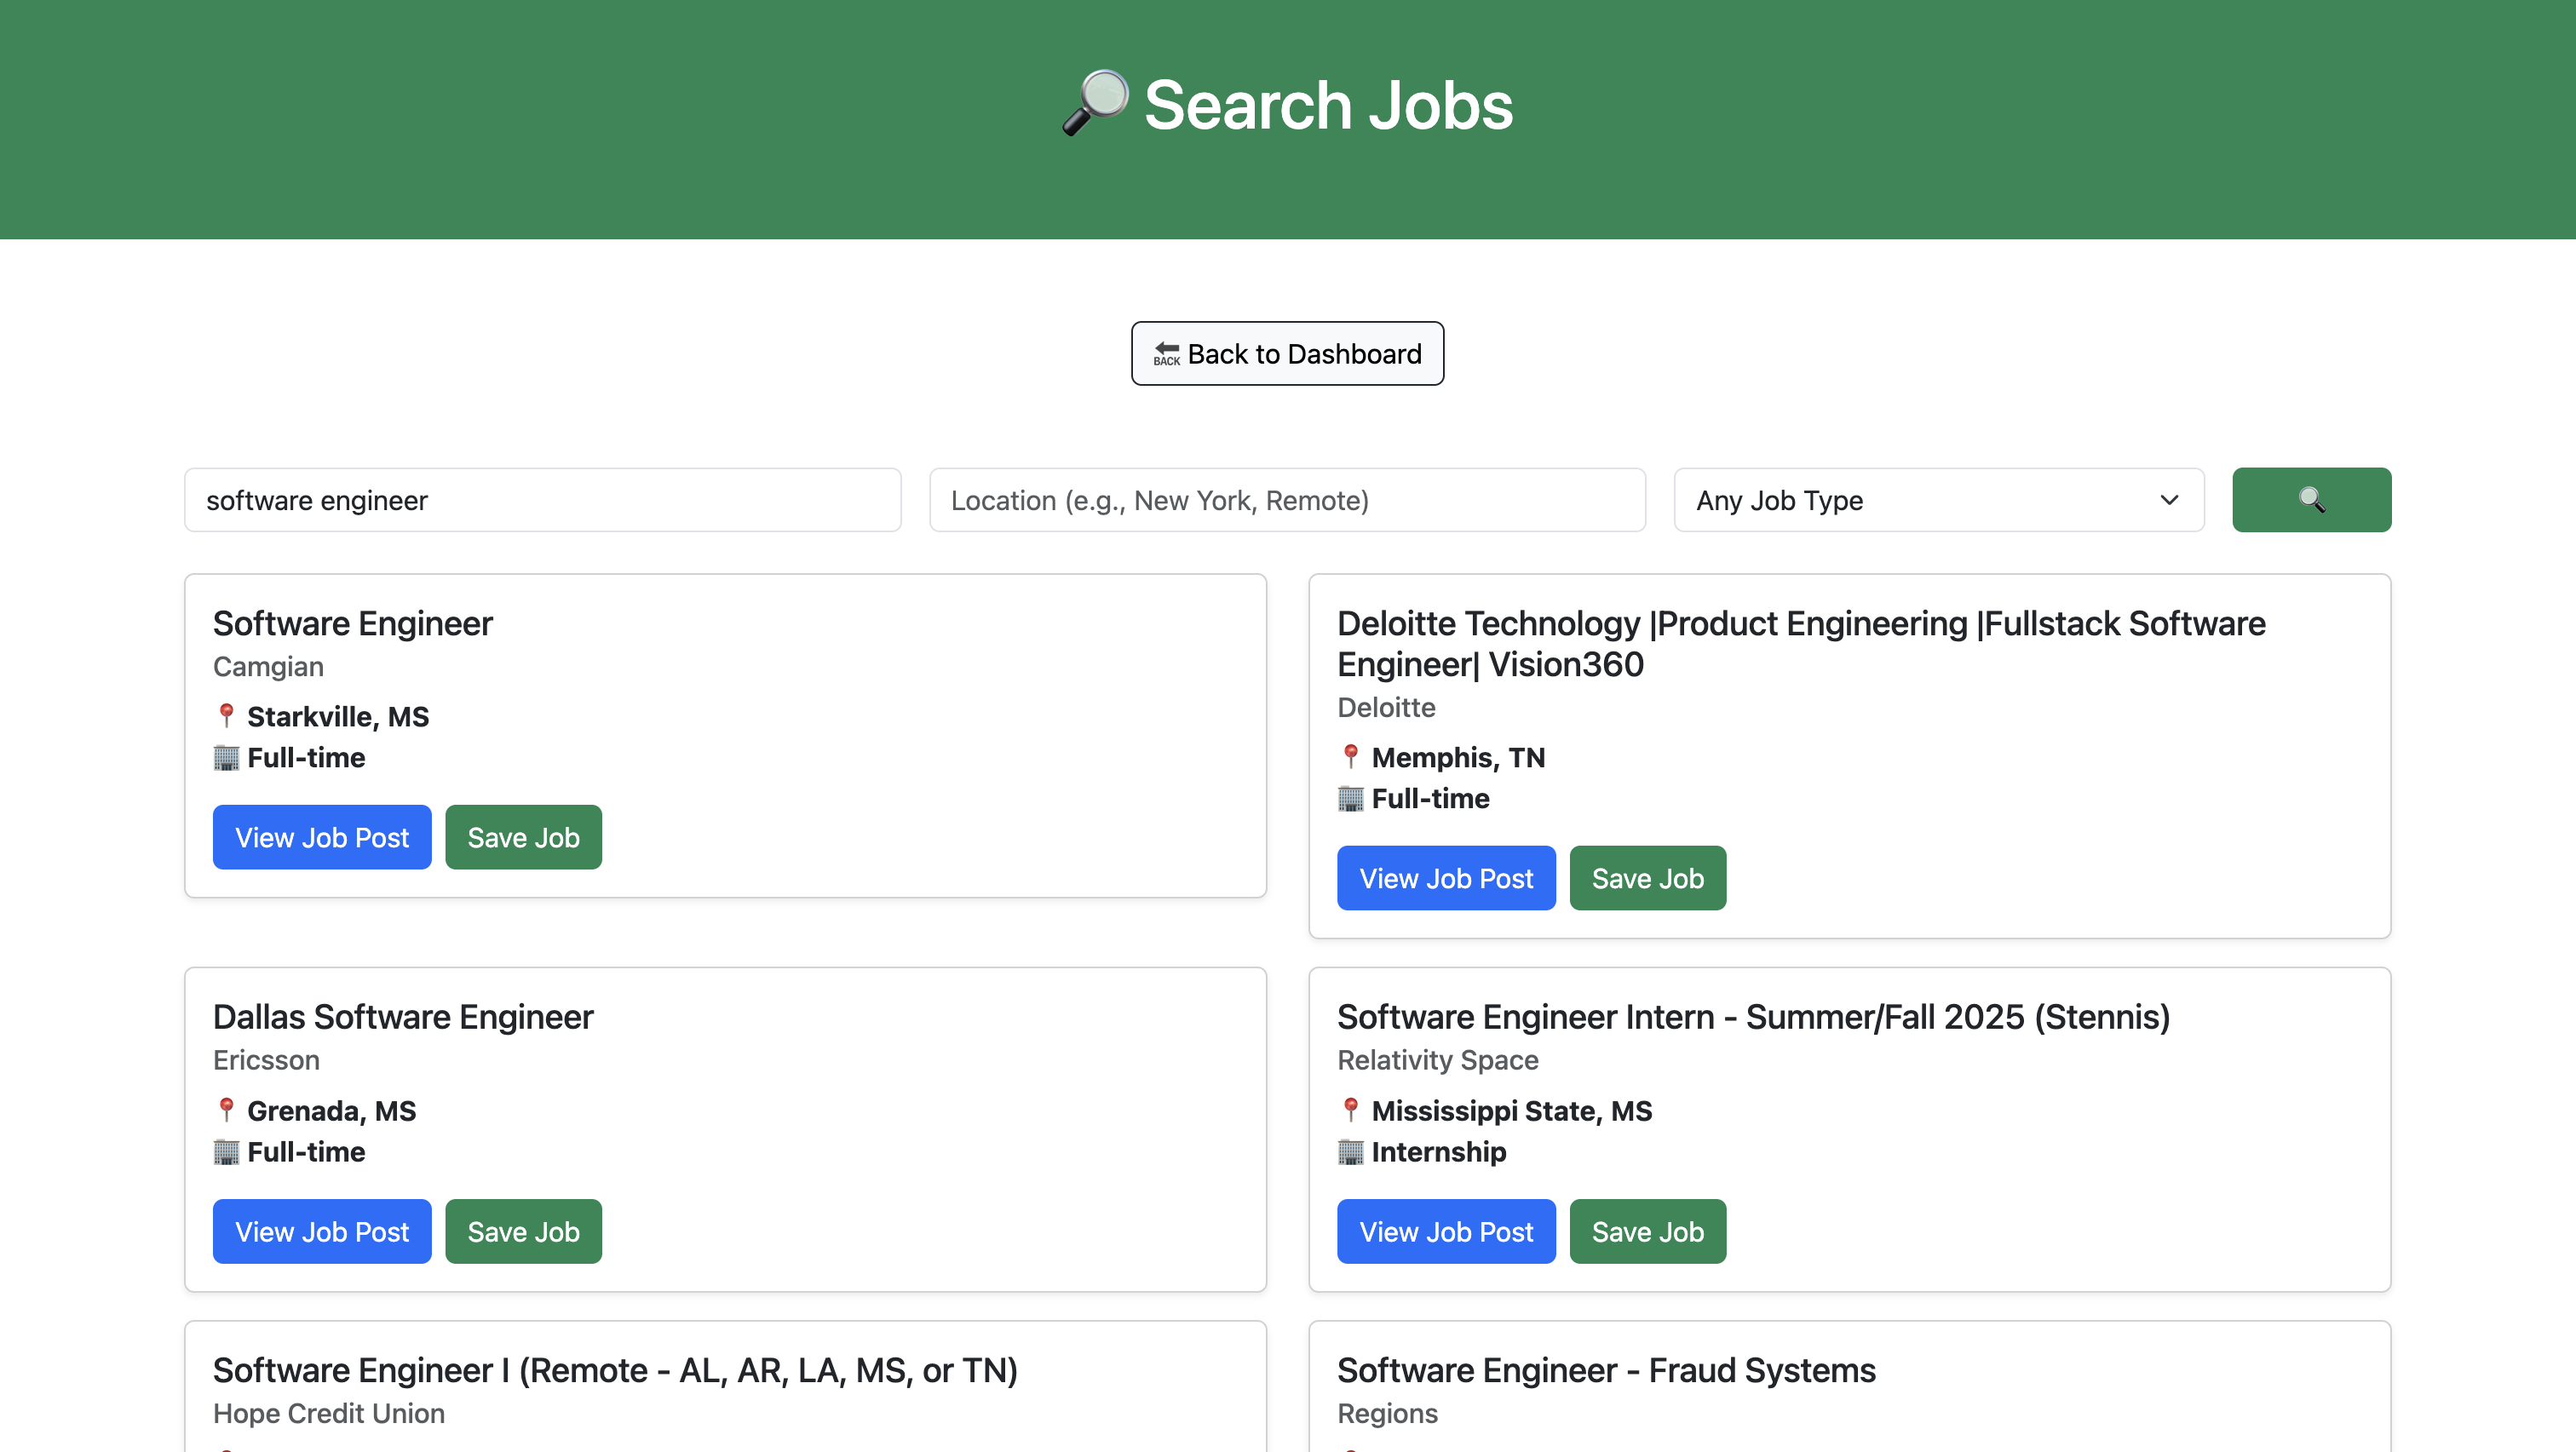 Search Jobs
BACK Back to Dashboard
software engineer
Location (e.g., New York, Remote)
Any Job Type
Software Engineer
Camgian
Starkville, MS
Full-time
View Job Post
Save Job
Deloitte Technology |Product Engineering |Fullstack Software
Engineer| Vision360
Deloitte
Memphis, TN
Full-time
View Job Post
Save Job
Dallas Software Engineer
Ericsson
Grenada, MS
Full-time
View Job Post
Save Job
Software Engineer Intern - Summer/Fall 2025 (Stennis)
Relativity Space
Mississippi State, MS
Internship
View Job Post
Save Job
Software Engineer I (Remote - AL, AR, LA, MS, or TN)
Hope Credit Union
Software Engineer - Fraud Systems
Regions